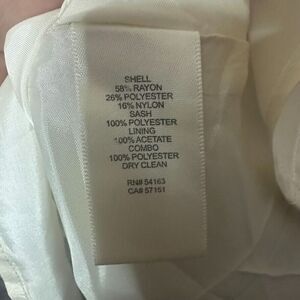 SHELL
58% RAYON
26% POLYESTER
16% NYLON
SASH
100% POLYESTER
LINING
100% ACETATE
COMBO
100% POLYESTER
DRY CLEAN
RN# 54163
CA# 57151